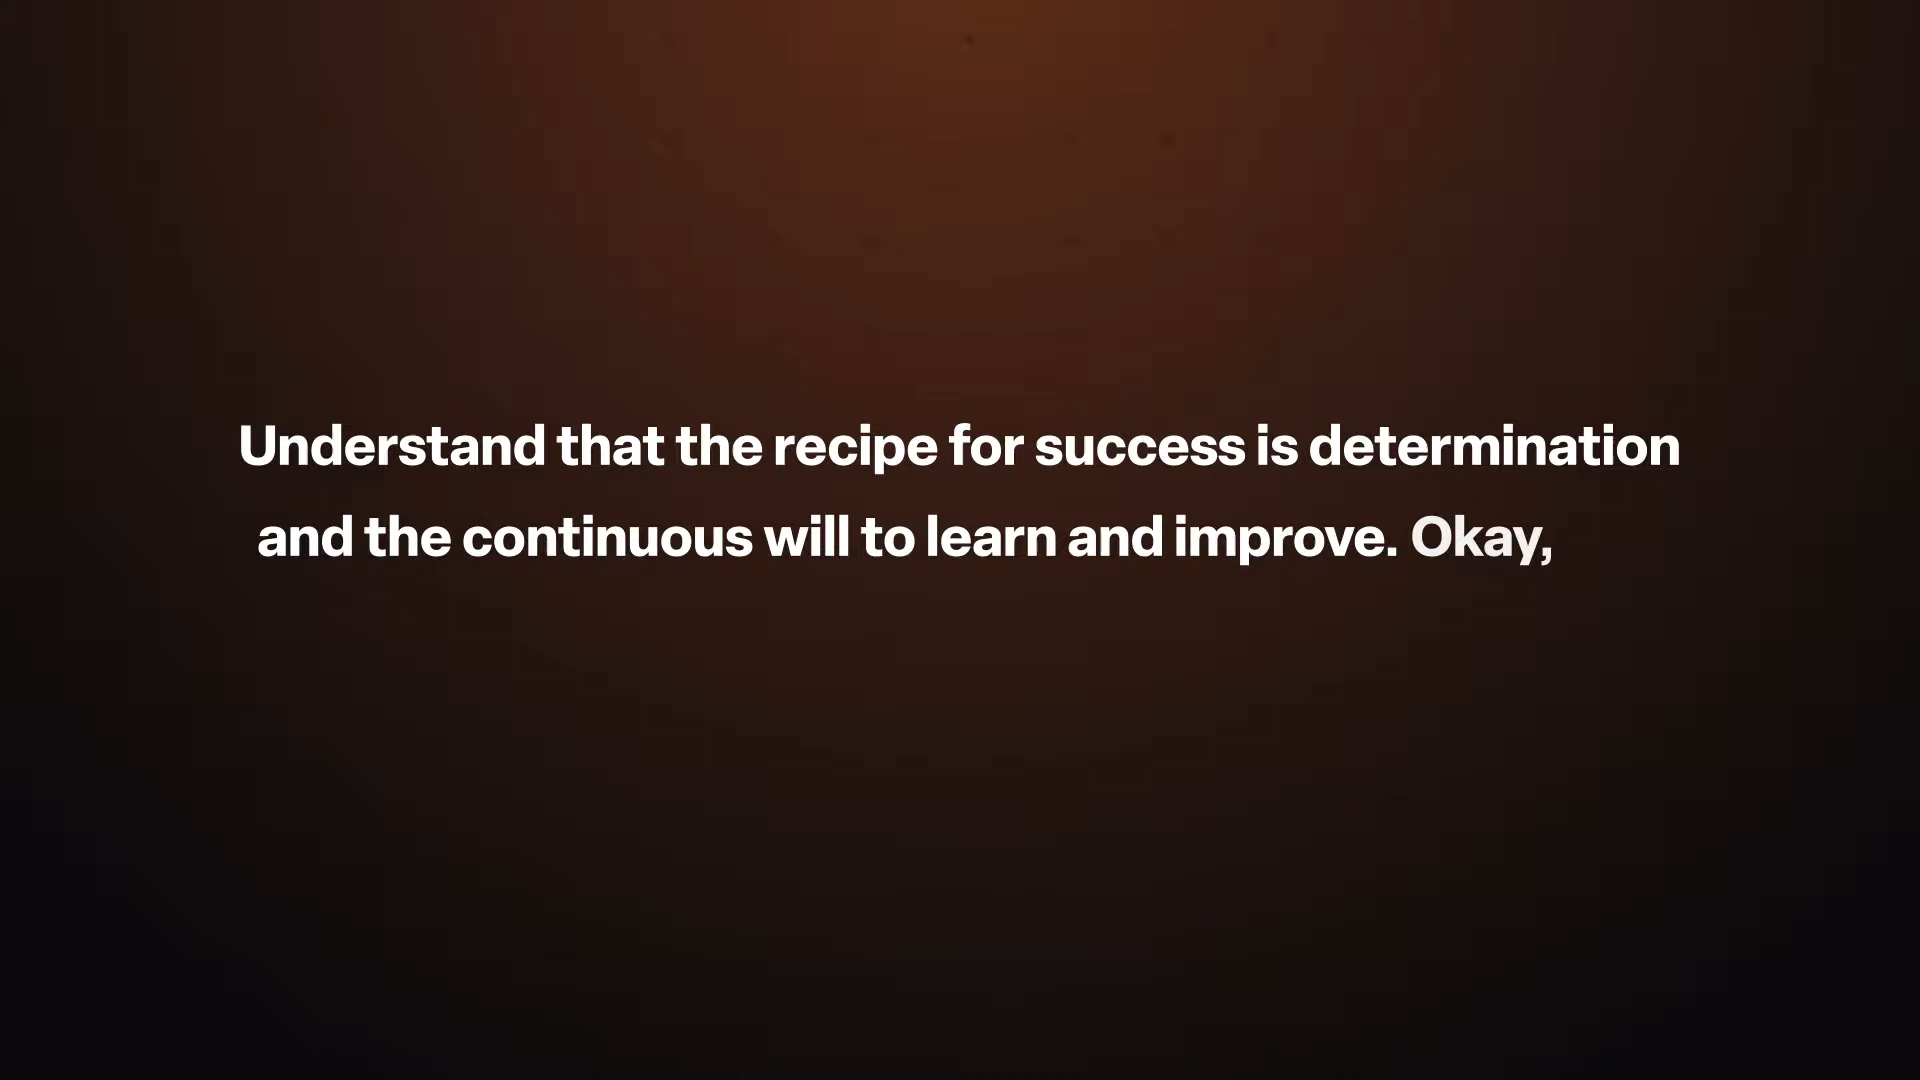 Understand that the recipe for success is determination
and the continuous will to learn and improve. Okay,